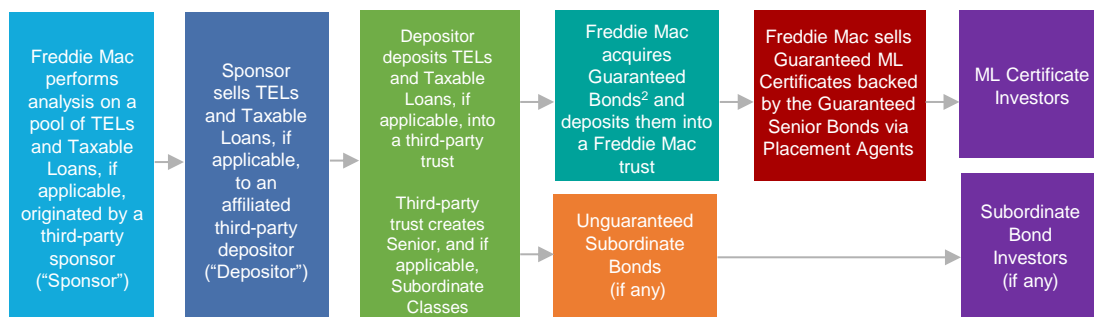 Freddie Mac
performs
analysis on a
pool of TELs
and Taxable
Loans, if
applicable,
originated by a
third-party
sponsor
(“Sponsor”)
Sponsor
sells TELs
and Taxable
Loans, if
applicable,
to an
affiliated
third-party
depositor
(“Depositor”)
Depositor
deposits TELs
and Taxable
Loans, if
applicable, into
a third-party
trust
Third-party
trust creates
Senior, and if
applicable,
Subordinate
Classes
Freddie Mac
acquires
Guaranteed
Bonds² and
deposits them into
a Freddie Mac
trust
Freddie Mac sells
Guaranteed ML
Certificates backed
by the Guaranteed
Senior Bonds via
Placement Agents
ML Certificate
Investors
Unguaranteed
Subordinate
Bonds
(if any)
Subordinate
Bond
Investors
(if any)